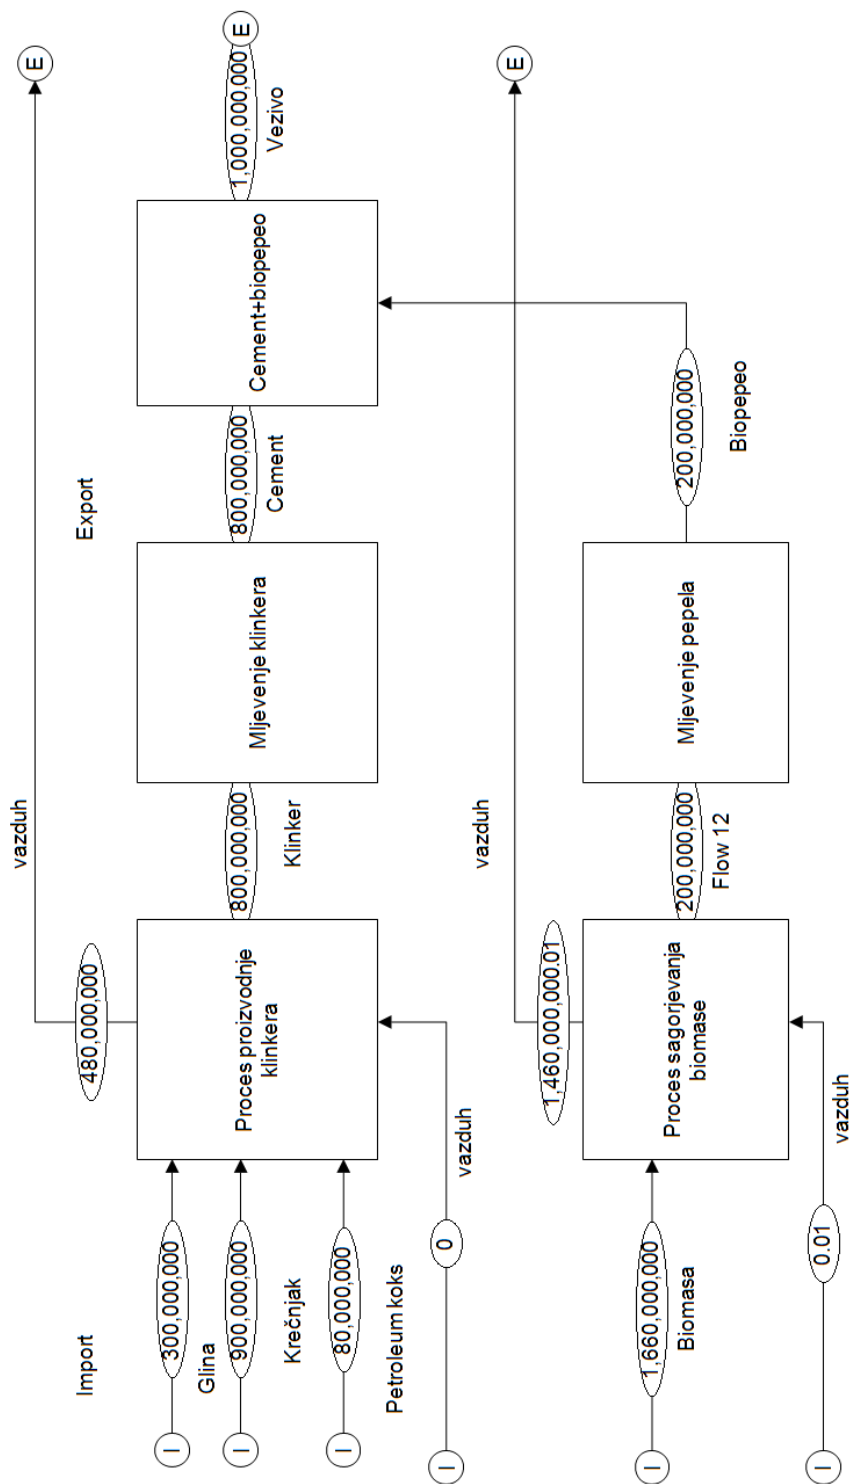 Import
Export
I
300,000,000
Glina
I
900,000,000
Krečnjak
I
80,000,000
Petroleum koks
I
0
vazduh
Proces proizvodnje
klinkera
480,000,000
vazduh
E
800,000,000
Klinker
Mljevenje klinkera
800,000,000
Cement
Cement+biopepeo
1,000,000,000
Vezivo
E
I
1,660,000,000
Biomasa
I
0.01
vazduh
Proces sagorjevanja
biomase
1,460,000,000.01
vazduh
E
200,000,000
Flow 12
Mljevenje pepela
200,000,000
Biopepeo